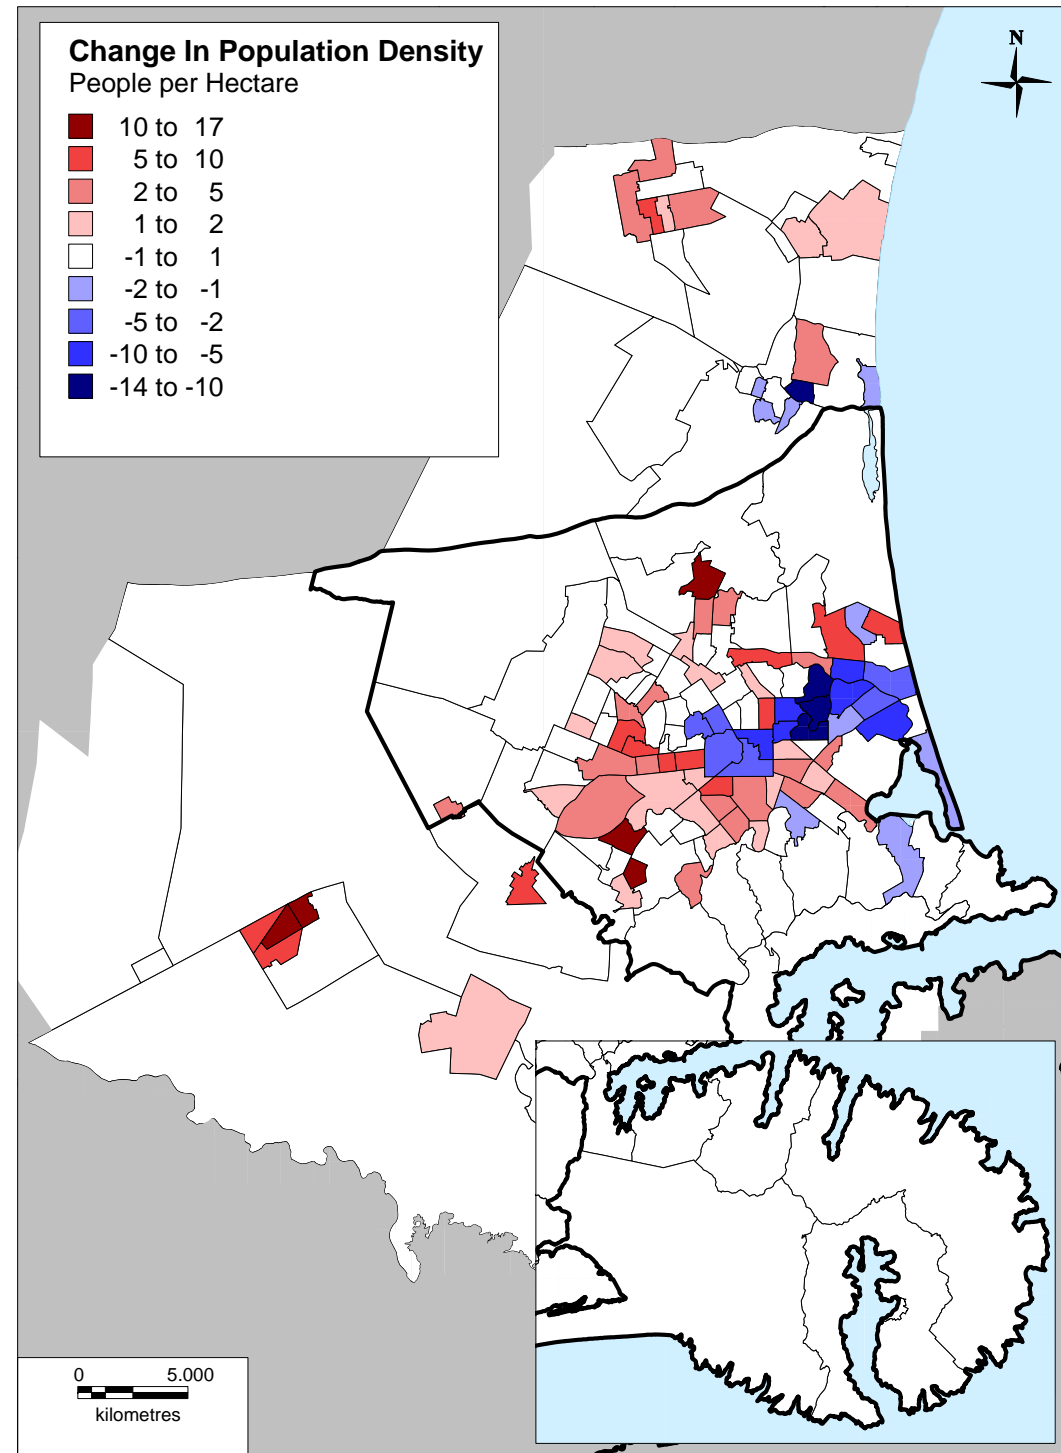 Change In Population Density
People per Hectare
10 to 17
5 to 10
2 to 5
1 to 2
-1 to 1
-2 to -1
-5 to -2
-10 to -5
-14 to -10
N
0 5.000
kilometres